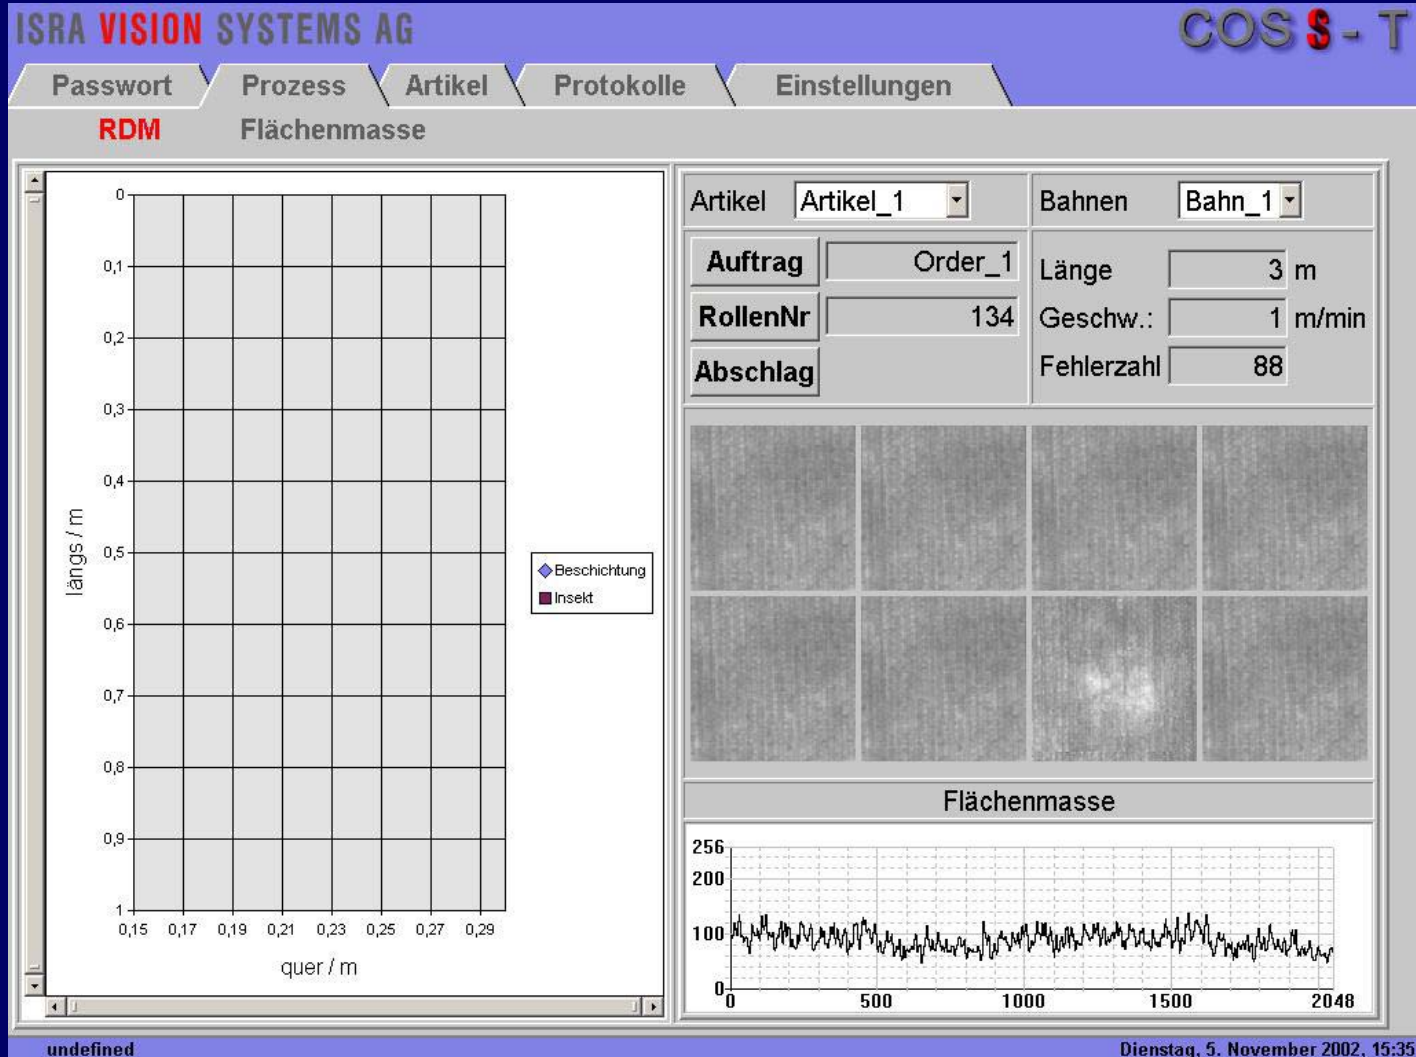 ISRA VISION SYSTEMS AG
COS S - T
Passwort Prozess Artikel Protokolle Einstellungen
RDM Flächenmasse
0
0,1
0,2
0,3
0,4
0,5
0,6
0,7
0,8
0,9
1
längs / m
0,15 0,17 0,19 0,21 0,23 0,25 0,27 0,29
quer / m
Beschichtung
Insekt
Artikel Artikel_1
Bahnen Bahn_1
Auftrag Order_1
RollenNr 134
Abschlag
Länge 3 m
Geschw.: 1 m/min
Fehlerzahl 88
Flächenmasse
256
200
100
0
0 500 1000 1500 2048
undefined
Dienstag, 5. November 2002, 15:35